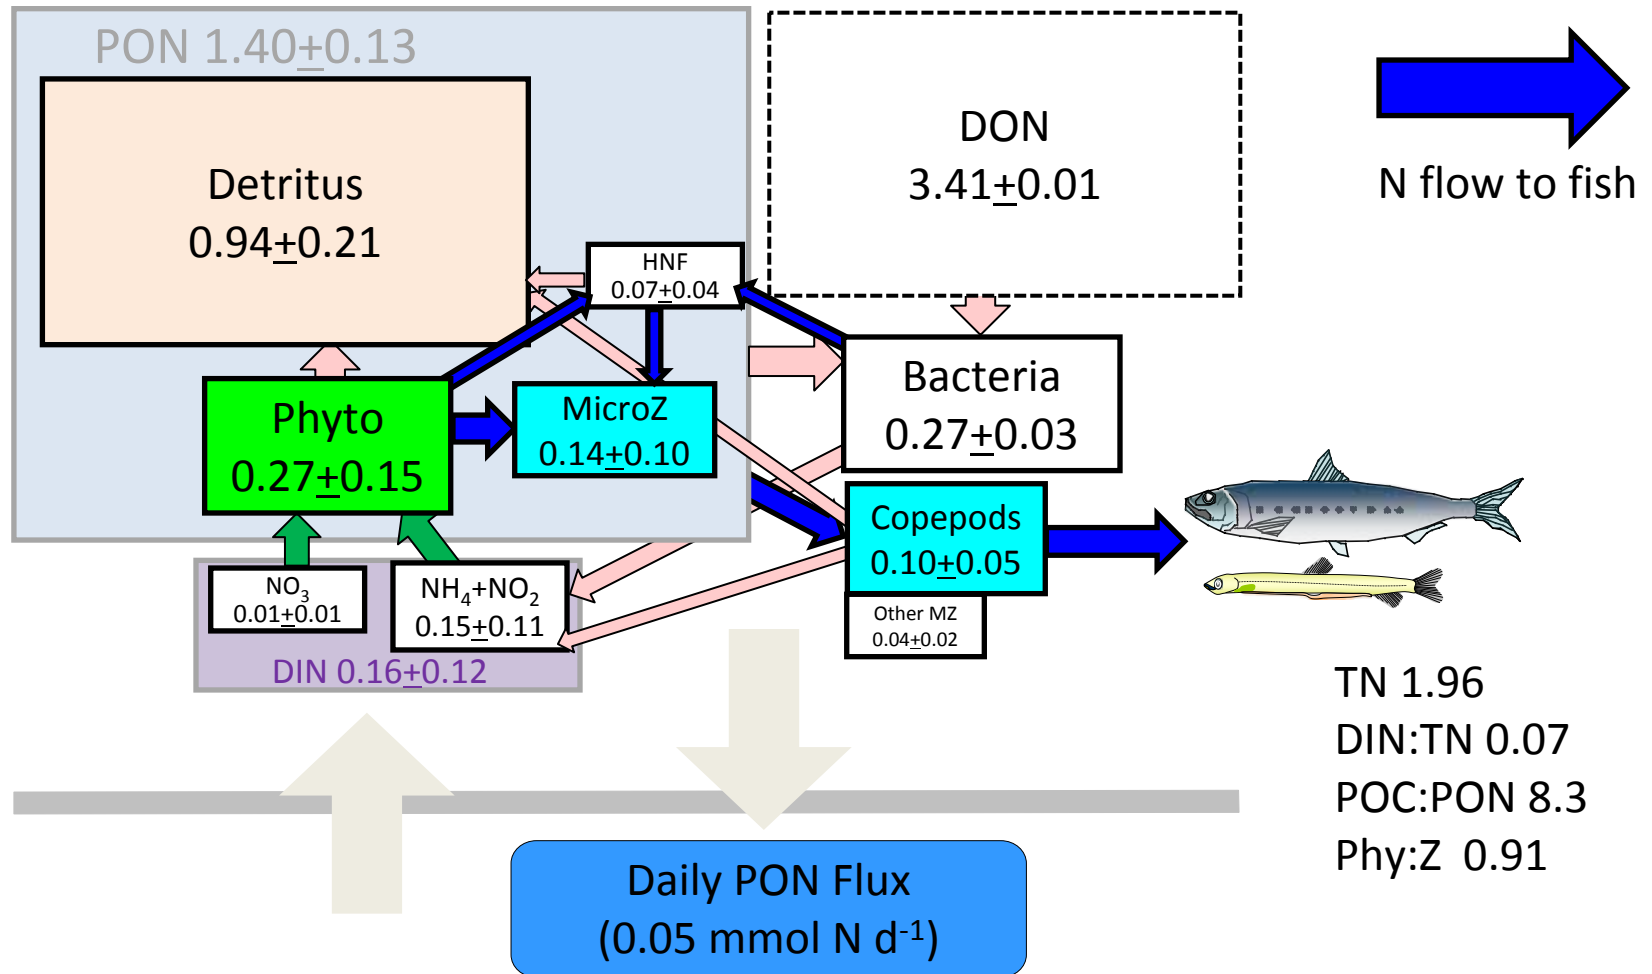 PON 1.40±0.13
Detritus
0.94±0.21
DON
3.41±0.01
N flow to fish
HNF
0.07±0.04
Phyto
0.27±0.15
MicroZ
0.14±0.10
Bacteria
0.27±0.03
Copepods
0.10±0.05
Other MZ
0.04±0.02
NO₃
0.01±0.01
NH₄+NO₂
0.15±0.11
DIN 0.16±0.12
TN 1.96
DIN:TN 0.07
POC:PON 8.3
Phy:Z 0.91
Daily PON Flux
(0.05 mmol N d⁻¹)